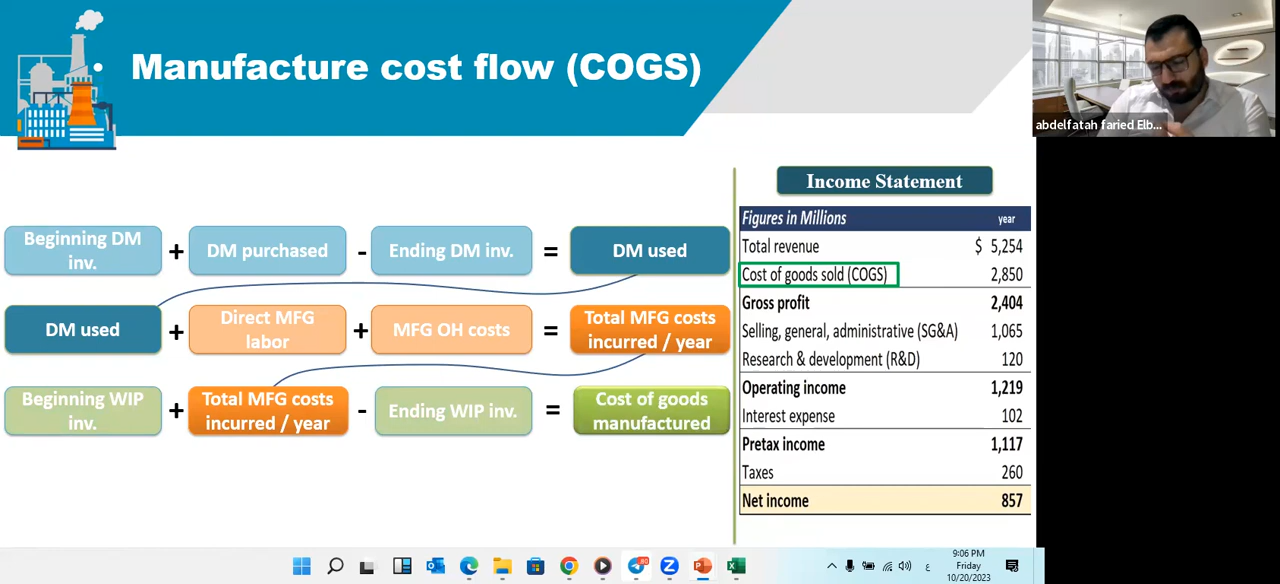 • Manufacture cost flow (COGS)
abdelfatah faried Elb...
Beginning DM
inv.
+
DM purchased
-
Ending DM inv.
=
DM used
DM used
+
Direct MFG
labor
+
MFG OH costs
=
Total MFG costs
incurred / year
Beginning WIP
inv.
+
Total MFG costs
incurred / year
-
Ending WIP inv.
=
Cost of goods
manufactured
Income Statement
Figures in Millions year
Total revenue $ 5,254
Cost of goods sold (COGS) 2,850
Gross profit 2,404
Selling, general, administrative (SG&A) 1,065
Research & development (R&D) 120
Operating income 1,219
Interest expense 102
Pretax income 1,117
Taxes 260
Net income 857
ع
9:06 PM
Friday
10/20/2023